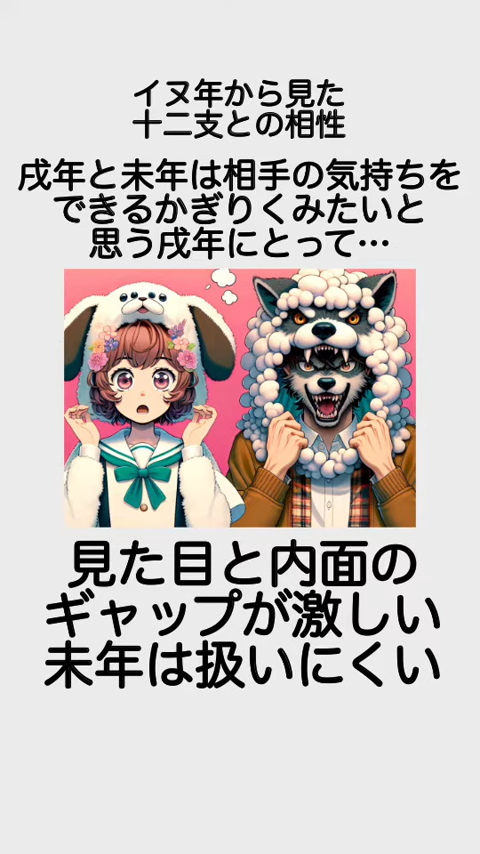 イヌ年から見た
十二支との相性
戌年と未年は相手の気持ちを
できるかぎりくみたいと
思う戌年にとって…
見た目と内面の
ギャップが激しい
未年は扱いにくい